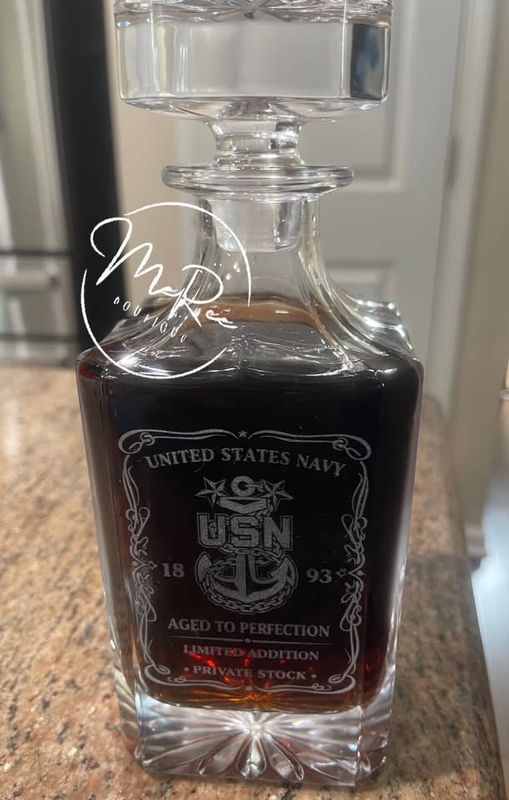 UNITED STATES NAVY
USN
18 93
AGED TO PERFECTION
LIMITED ADDITION
• PRIVATE STOCK •